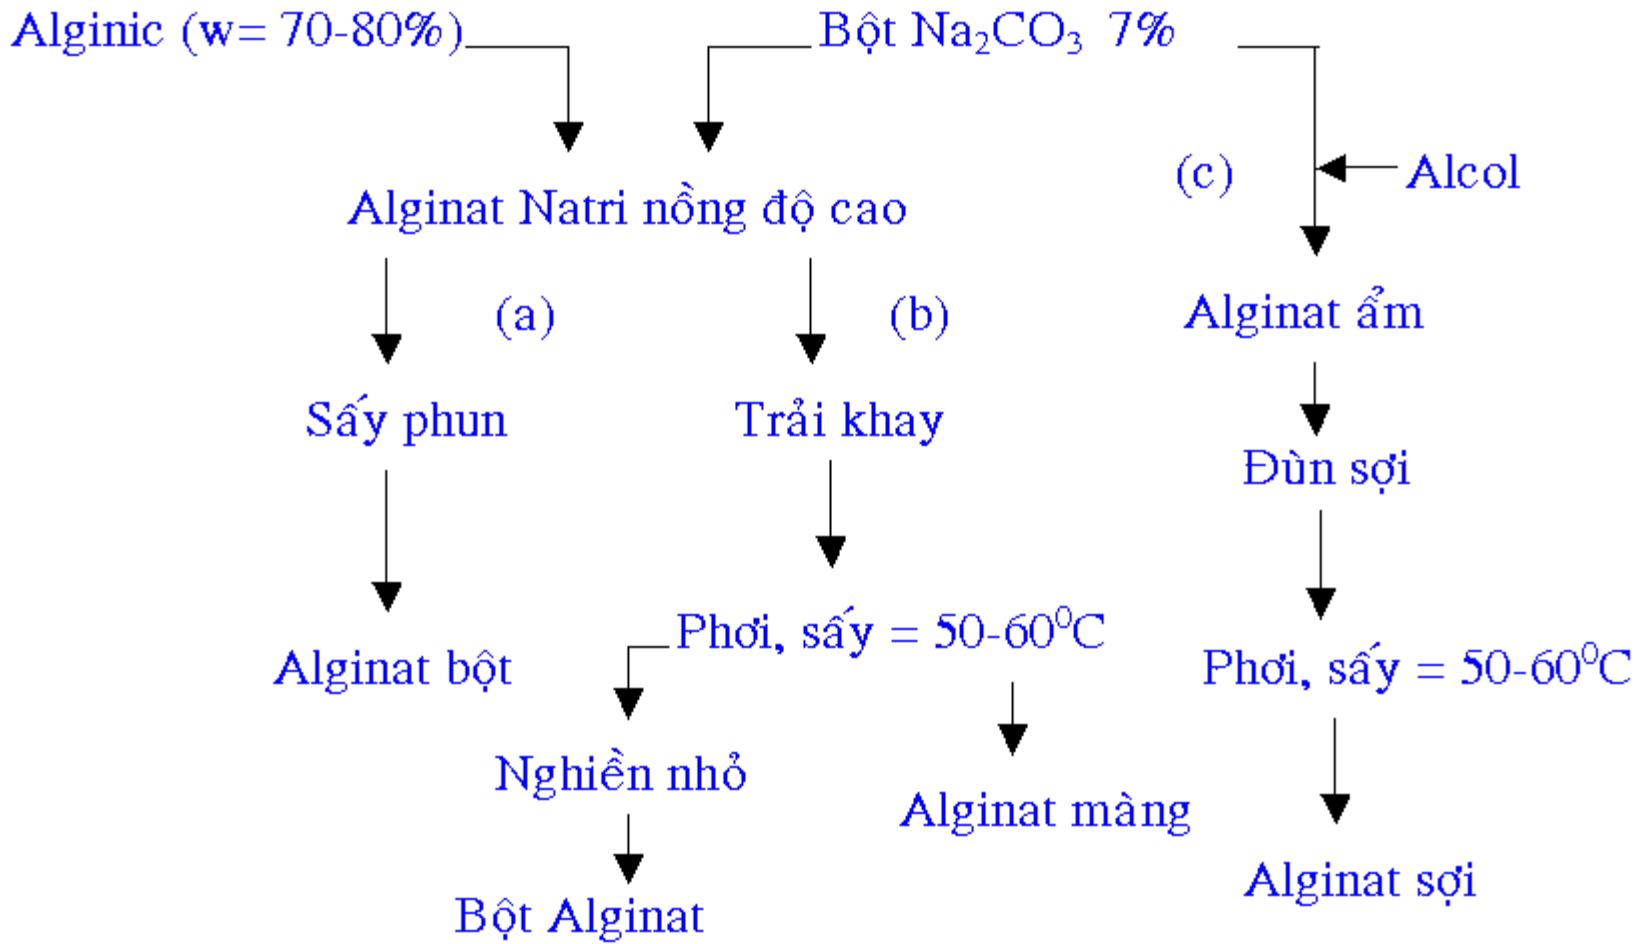 Alginic (w= 70-80%)
Bột Na₂CO₃ 7%
(c)
Alcol
Alginat Natri nồng độ cao
(a)
(b)
Alginat ẩm
Sấy phun
Trải khay
Đùn sợi
Phơi, sấy = 50-60⁰C
Alginat bột
Phơi, sấy = 50-60⁰C
Nghiền nhỏ
Alginat màng
Alginat sợi
Bột Alginat